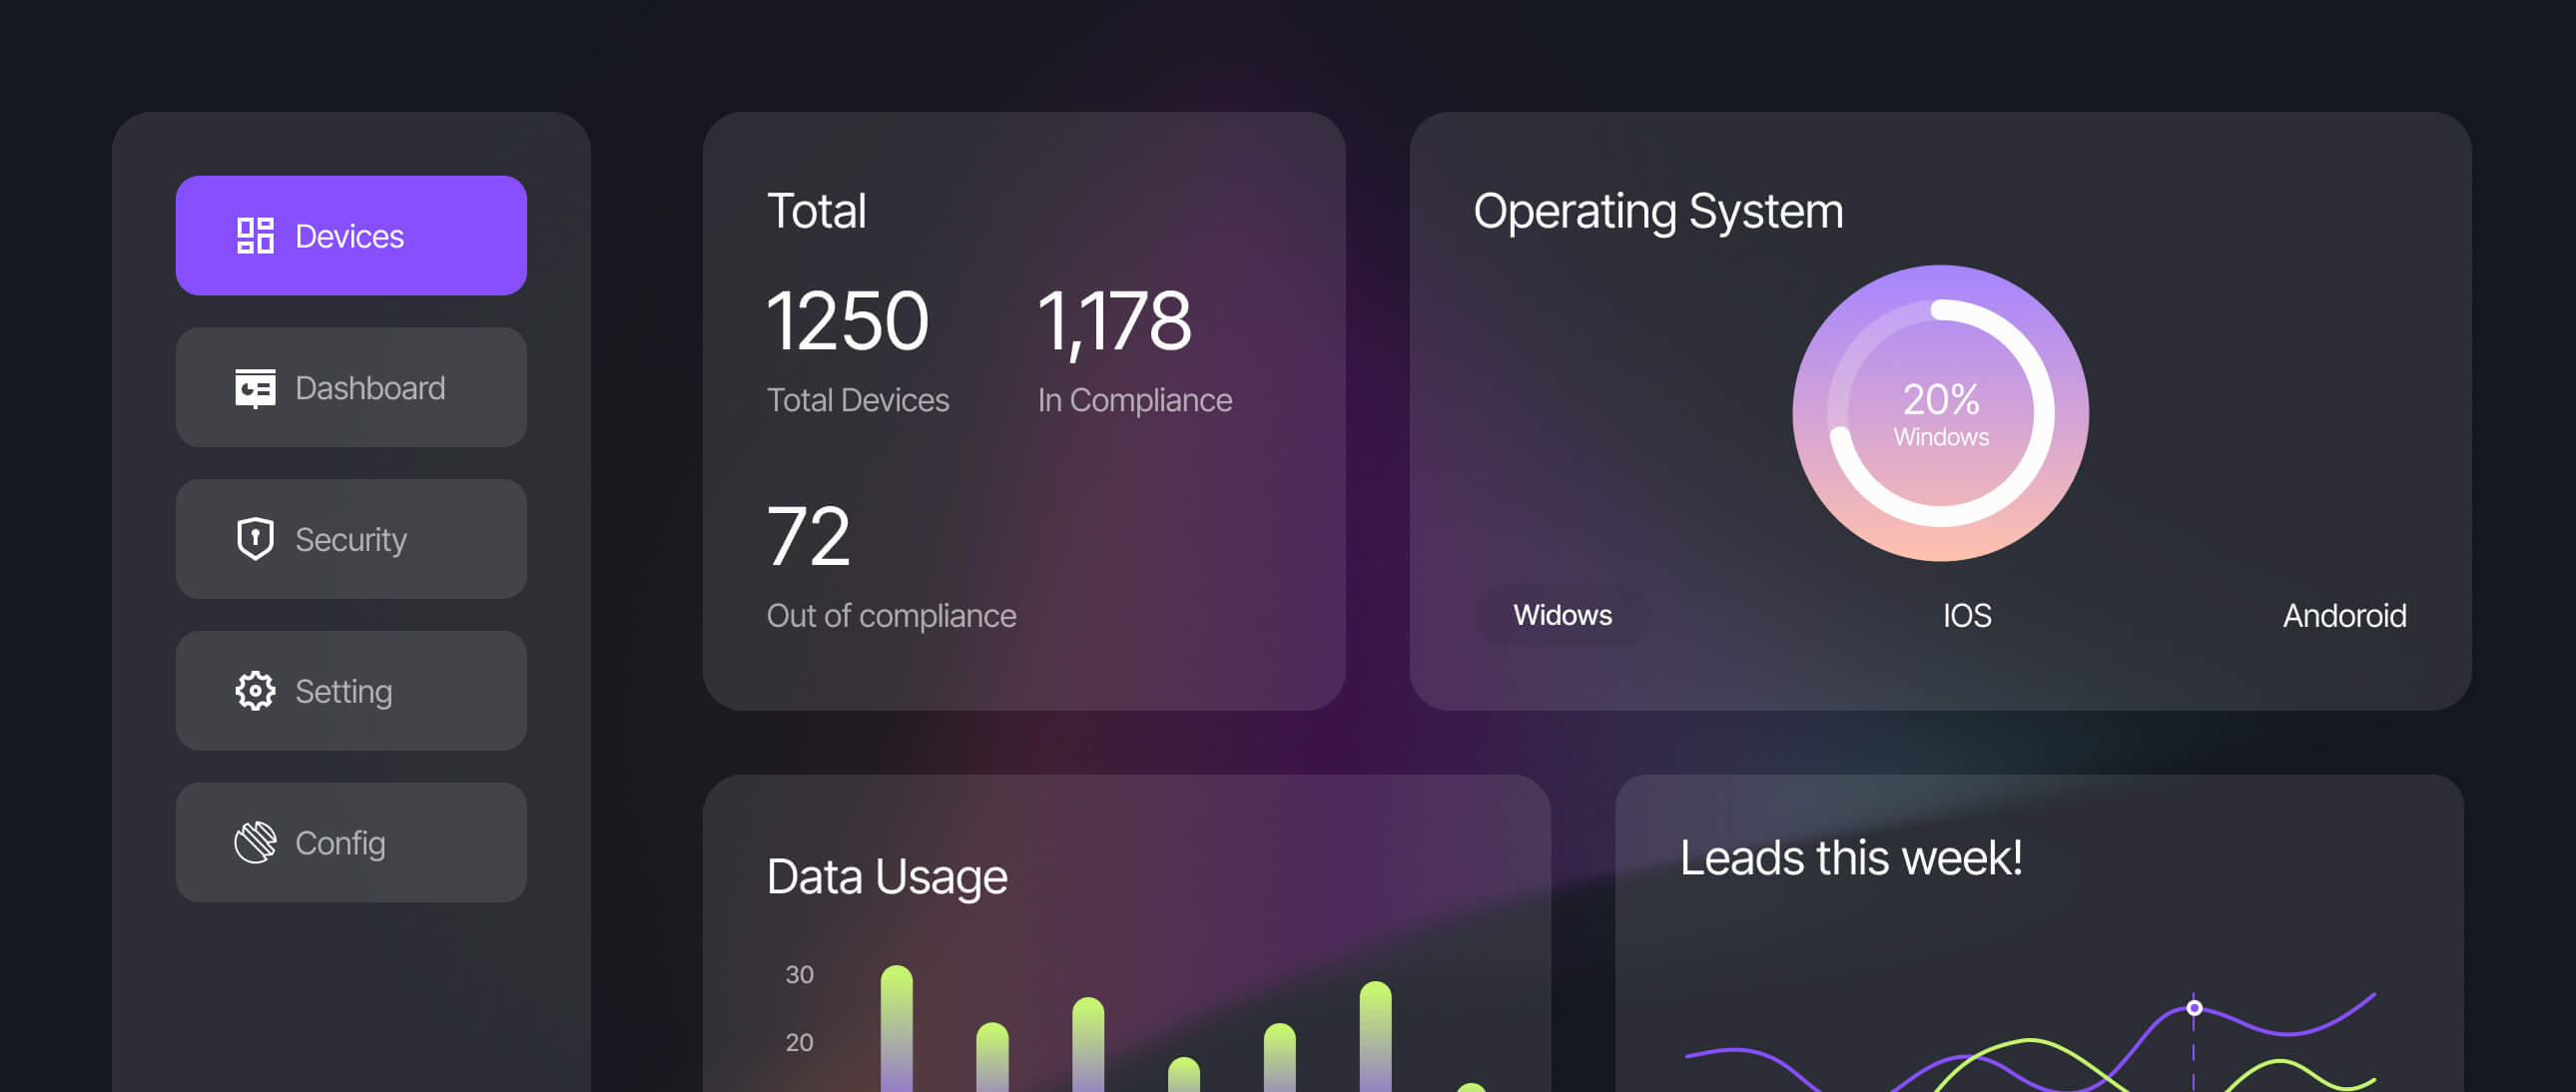 Devices
Dashboard
Security
Setting
Config
Total
1250
Total Devices
1,178
In Compliance
72
Out of compliance
Operating System
20%
Windows
Widows
IOS
Andoroid
Data Usage
30
20
Leads this week!